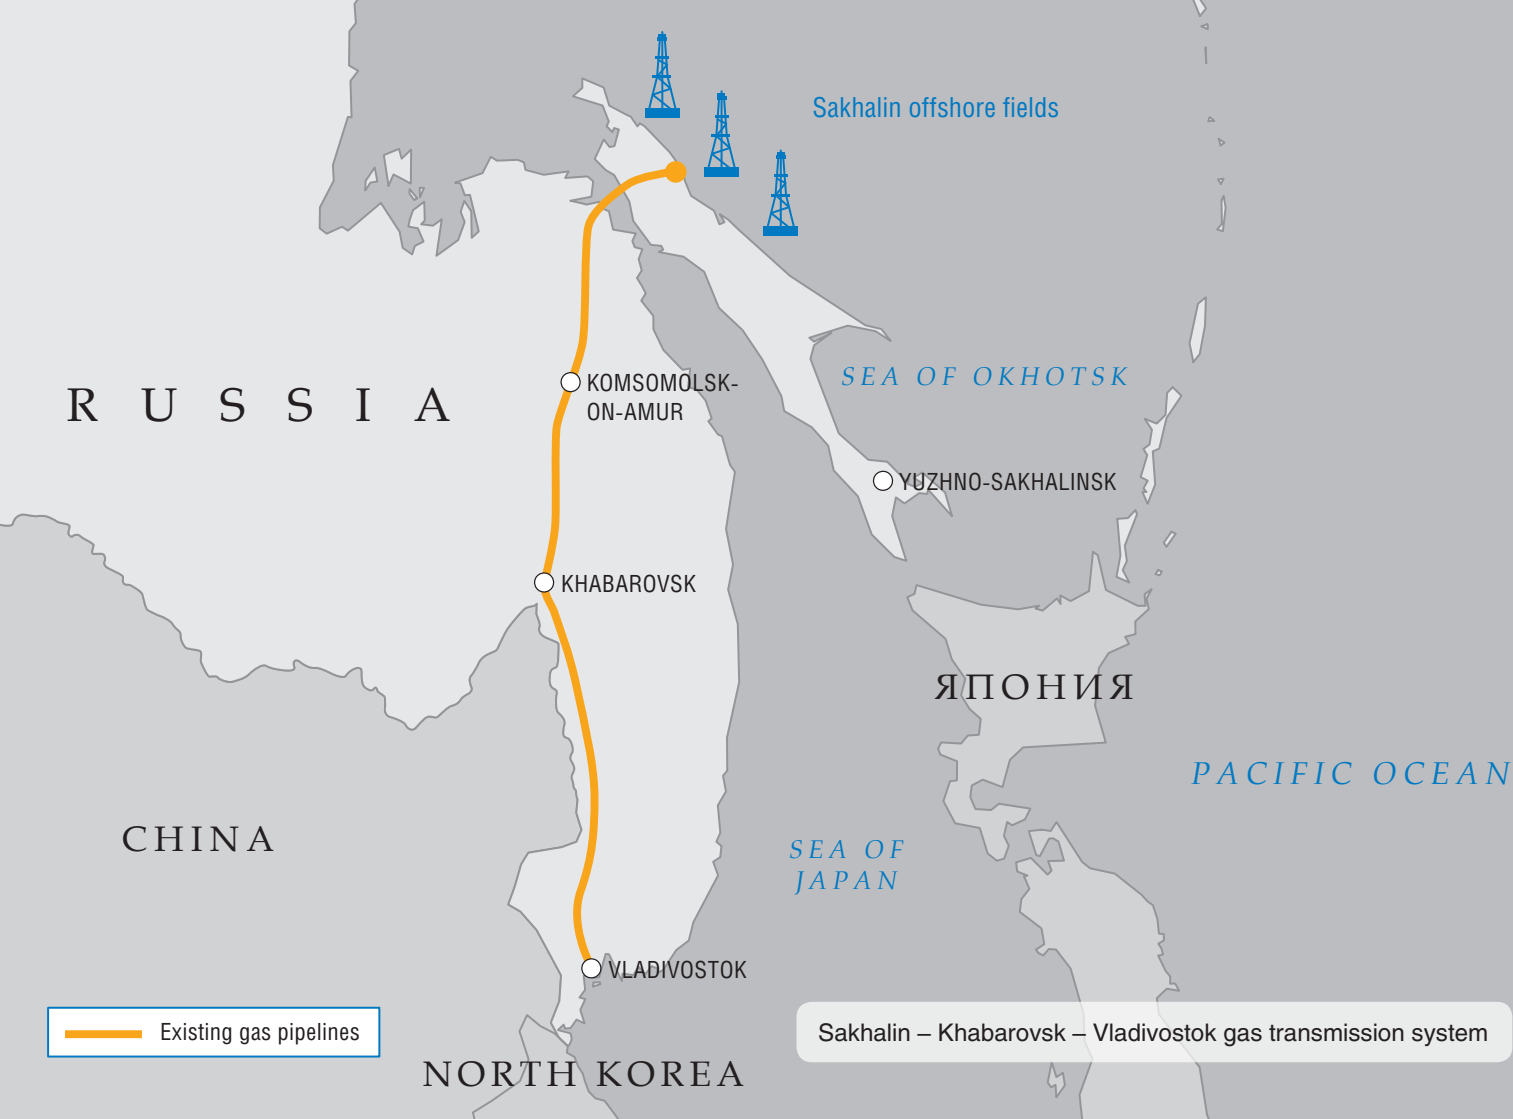 Sakhalin offshore fields
SEA OF OKHOTSK
KOMSOMOLSK-
ON-AMUR
RUSSIA
YUZHNO-SAKHALINSK
KHABAROVSK
ЯПОНИЯ
PACIFIC OCEAN
CHINA
SEA OF
JAPAN
VLADIVOSTOK
Existing gas pipelines
Sakhalin – Khabarovsk – Vladivostok gas transmission system
NORTH KOREA